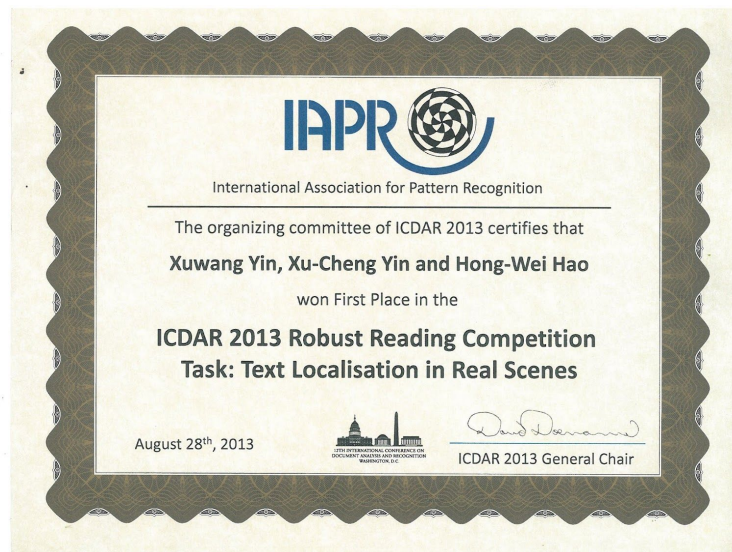 IAPR
International Association for Pattern Recognition
The organizing committee of ICDAR 2013 certifies that
Xuwang Yin, Xu-Cheng Yin and Hong-Wei Hao
won First Place in the
ICDAR 2013 Robust Reading Competition
Task: Text Localisation in Real Scenes
August 28th, 2013
12TH INTERNATIONAL CONFERENCE ON
DOCUMENT ANALYSIS AND RECOGNITION
WASHINGTON, D.C
David Doermann
ICDAR 2013 General Chair